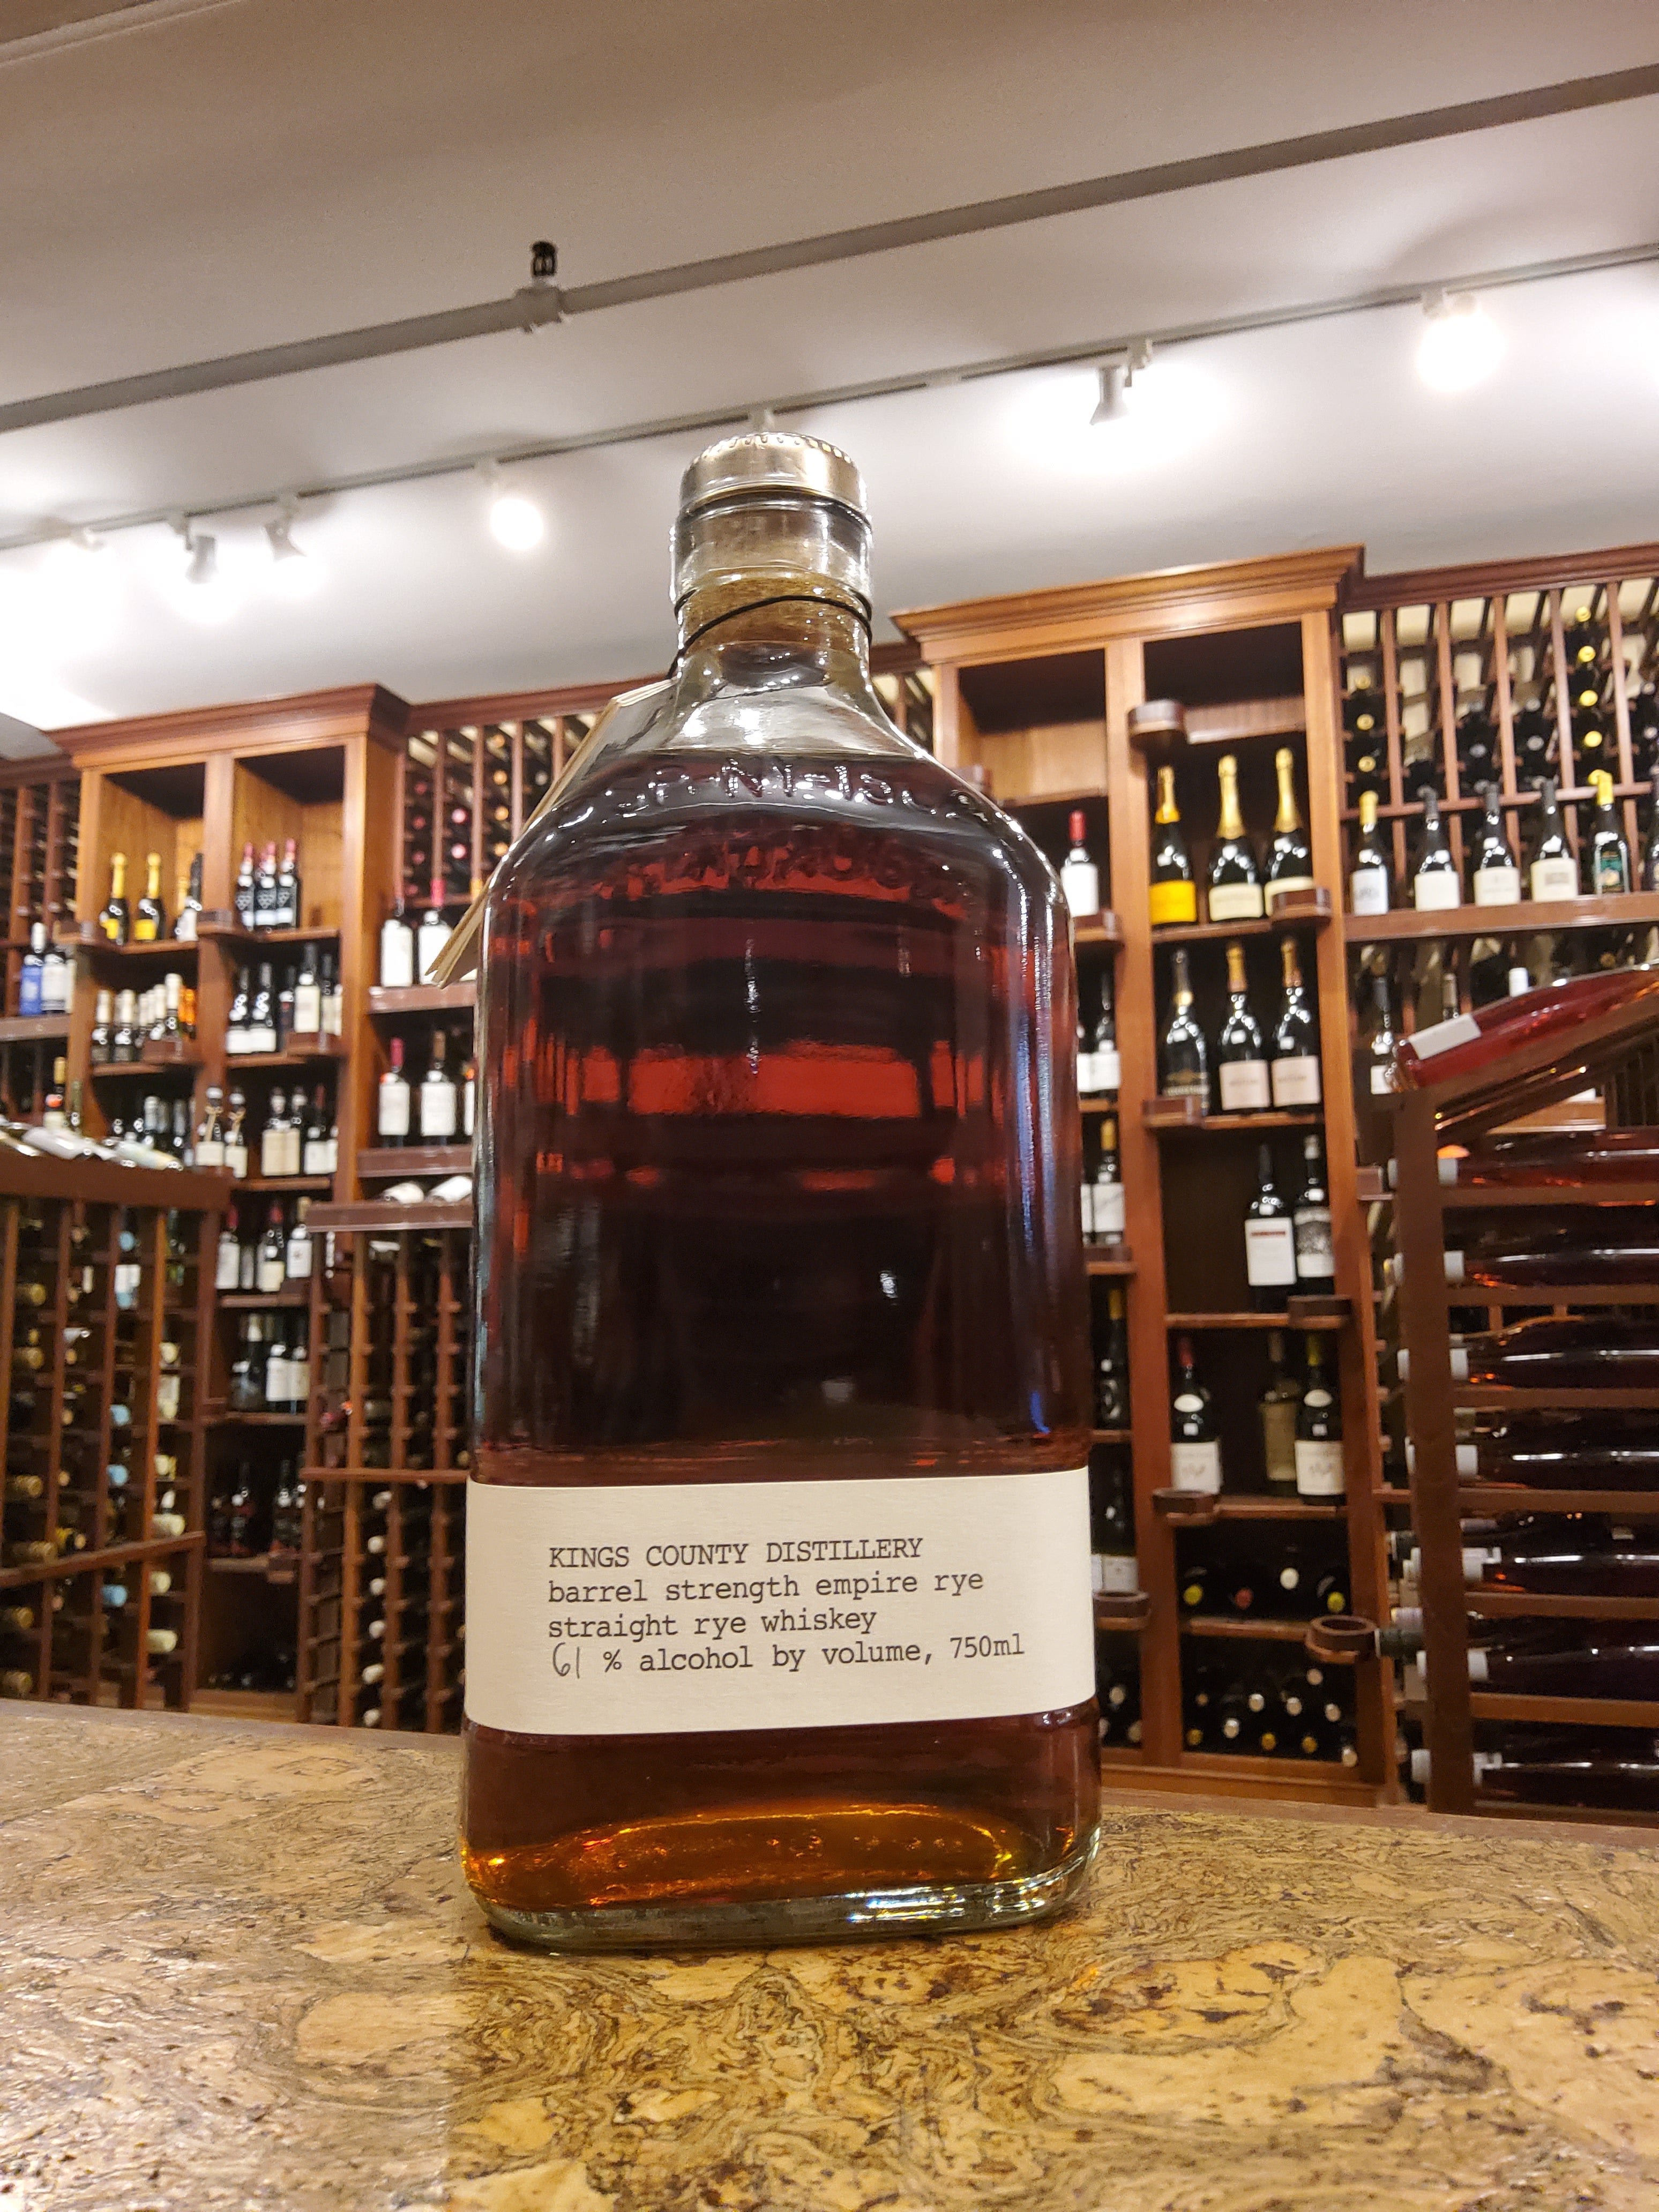 KINGS COUNTY DISTILLERY
barrel strength empire rye
straight rye whiskey
61 % alcohol by volume, 750ml